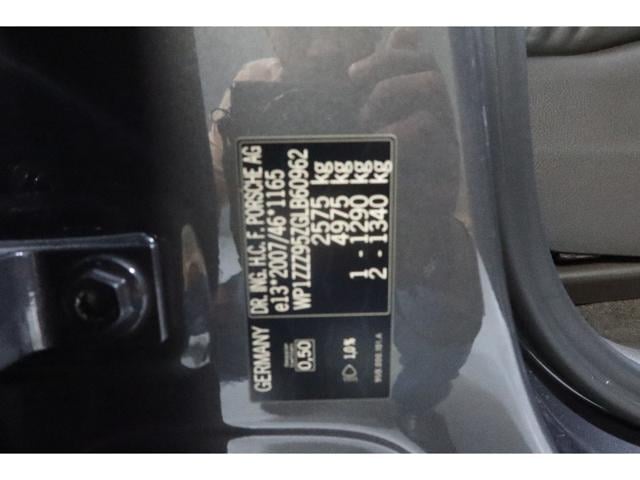 GERMANY DR. ING. H.C. F. PORSCHE AG
e13*2007/46*1165
WP1ZZZ95ZGLB60962
2575 kg
4975 kg
1 - 1290 kg
2 - 1340 kg
0,50
1,0%